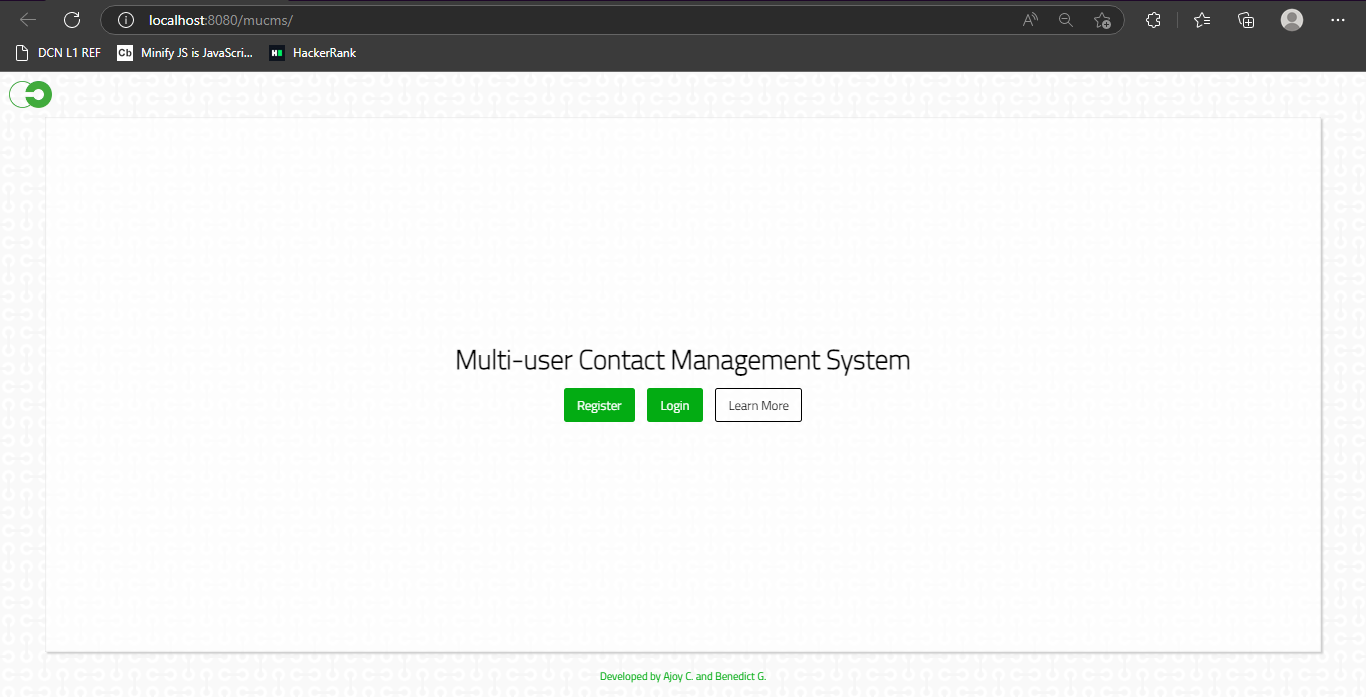 localhost:8080/mucms/
DCN L1 REF
Cb Minify JS is JavaScri...
H HackerRank
Multi-user Contact Management System
Register Login Learn More
Developed by Ajoy C. and Benedict G.